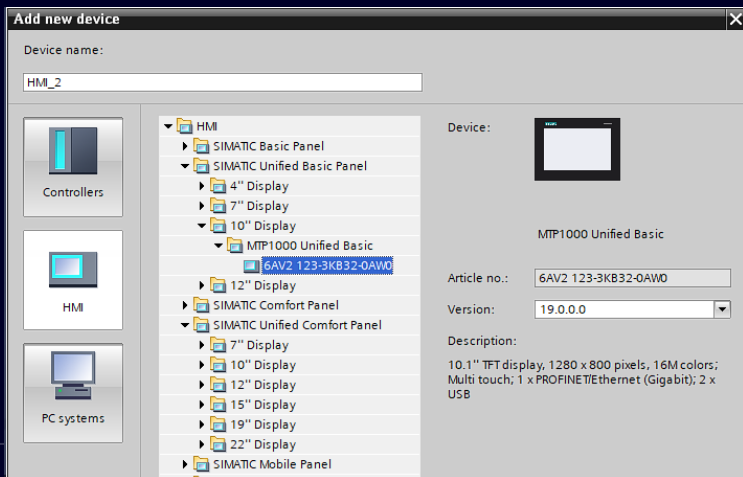 Add new device
Device name:
HMI_2
Controllers
HMI
PC systems
HMI
SIMATIC Basic Panel
SIMATIC Unified Basic Panel
4" Display
7" Display
10" Display
MTP1000 Unified Basic
6AV2 123-3KB32-0AW0
12" Display
SIMATIC Comfort Panel
SIMATIC Unified Comfort Panel
7" Display
10" Display
12" Display
15" Display
19" Display
22" Display
SIMATIC Mobile Panel
Device:
MTP1000 Unified Basic
Article no.:
6AV2 123-3KB32-0AW0
Version:
19.0.0.0
Description:
10.1" TFT display, 1280 x 800 pixels, 16M colors;
Multi touch; 1 x PROFINET/Ethernet (Gigabit); 2 x
USB